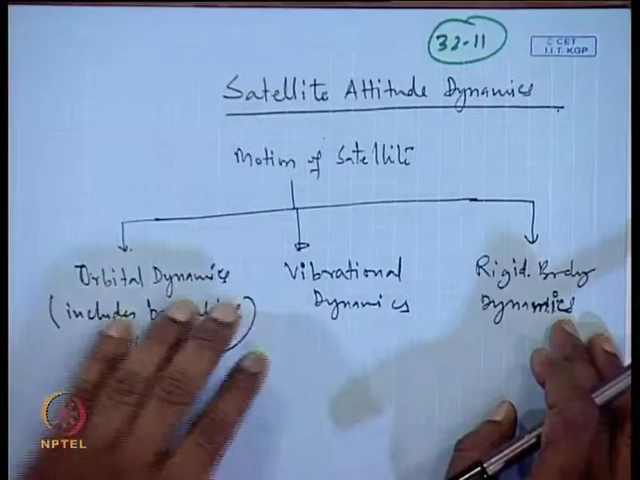 32-11
© CET
I.I.T. KGP
Satellite Attitude Dynamics
Motion of Satellite
Orbital Dynamics
(includes
Vibrational
Dynamics
Rigid Body
Dynamics
NPTEL